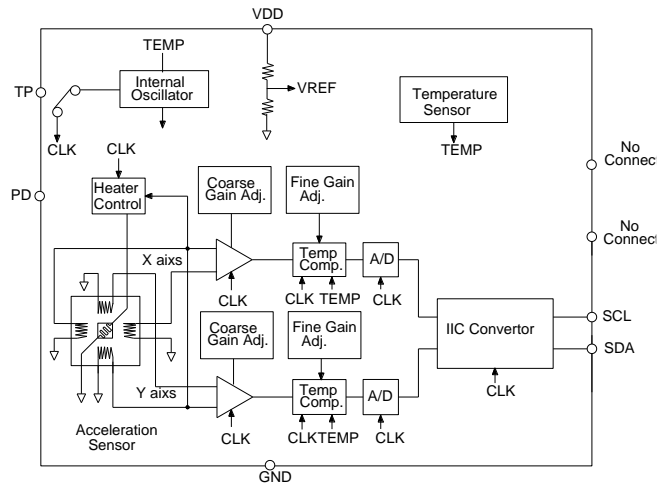 VDD
TEMP
Internal
Oscillator
TP
CLK
VREF
Temperature
Sensor
TEMP
No
Connect
CLK
Heater
Control
PD
Coarse
Gain Adj.
Fine Gain
Adj.
No
Connect
X aixs
Temp
Comp.
A/D
CLK
CLK
TEMP
CLK
IIC Convertor
SCL
SDA
CLK
Coarse
Gain Adj.
Fine Gain
Adj.
Y aixs
Temp
Comp.
A/D
CLK
CLK
TEMP
CLK
Acceleration
Sensor
GND